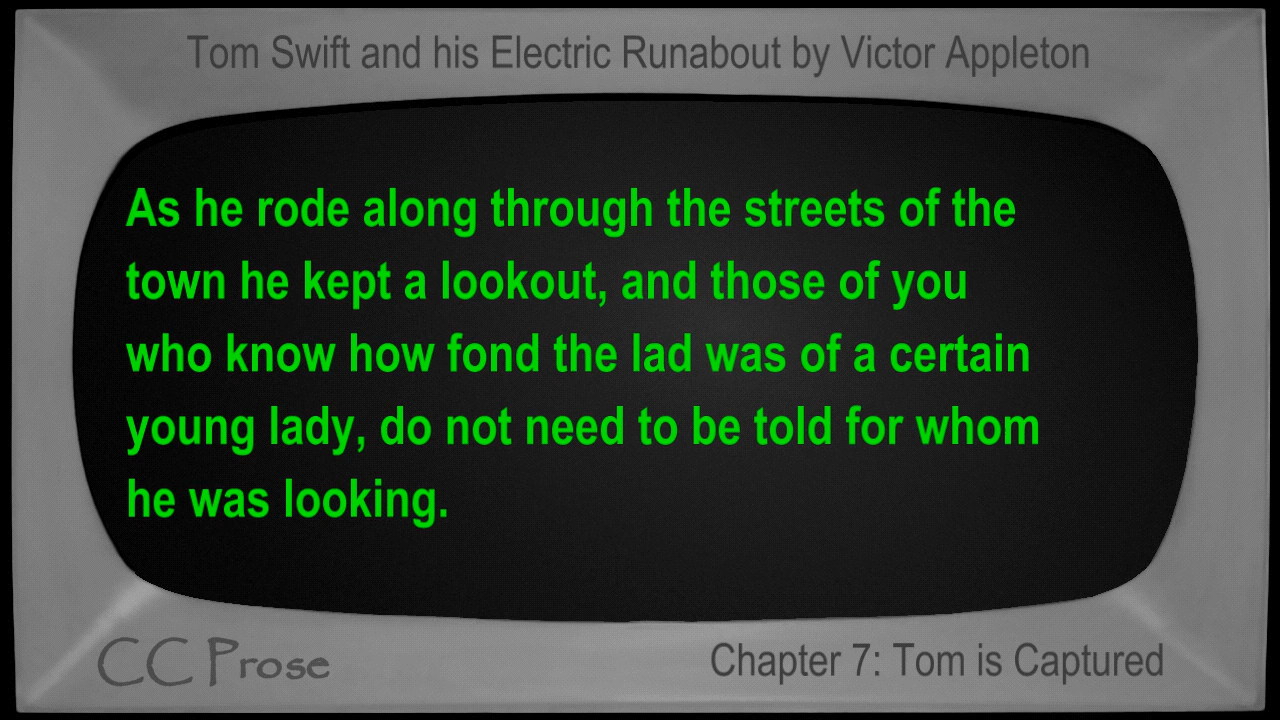 Tom Swift and his Electric Runabout by Victor Appleton
As he rode along through the streets of the
town he kept a lookout, and those of you
who know how fond the lad was of a certain
young lady, do not need to be told for whom
he was looking.
CC Prose
Chapter 7: Tom is Captured